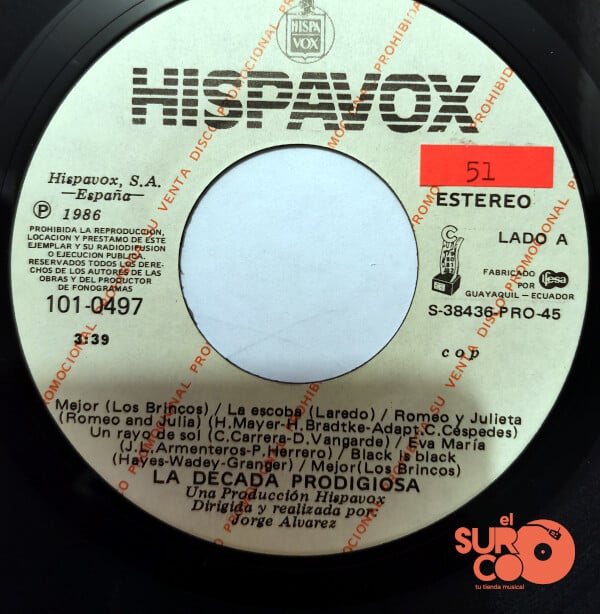 HISPA
VOX
HISPAVOX
Hispavox, S.A.
—España—
℗ 1986
PROHIBIDA LA REPRODUCCION,
LOCACION Y PRESTAMO DE ESTE
EJEMPLAR Y SU RADIODIFUSION
O EJECUCION PUBLICA.
RESERVADOS TODOS LOS DERE-
CHOS DE LOS AUTORES DE LAS
OBRAS Y DEL PRODUCTOR
DE FONOGRAMAS
101-0497
3:39
51
ESTEREO
LADO A
FABRICADO
POR
GUAYAQUIL - ECUADOR
ifesa
S-38436-PRO-45
c o p
Mejor (Los Brincos) / La escoba (Laredo) / Romeo y Julieta
(Romeo and Julia) (H.Mayer-H.Bradtke-Adapt.C.Céspedes)
Un rayo de sol (C.Carrera-D.Vangarde) / Eva María
(J.L.Armenteros-P.Herrero) / Black is black
(Hayes-Wadey-Granger) / Mejor(Los Brincos)
LA DECADA PRODIGIOSA
Una Producción Hispavox
Dirigida y realizada por
Jorge Alvarez
DISCO PROMOCIONAL PROHIBIDA SU VENTA
el
SURCO
tu tienda musical